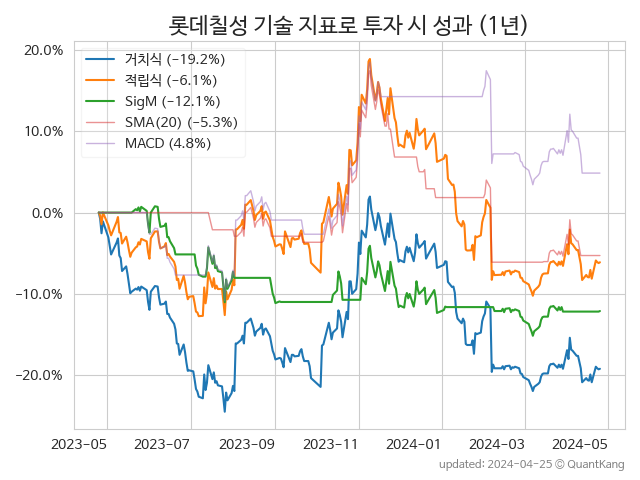 롯데칠성 기술 지표로 투자 시 성과 (1년)
20.0%
10.0%
0.0%
−10.0%
−20.0%
거치식 (−19.2%)
적립식 (−6.1%)
SigM (−12.1%)
SMA(20) (−5.3%)
MACD (4.8%)
2023-05 2023-07 2023-09 2023-11 2024-01 2024-03 2024-05
updated: 2024-04-25 © QuantKang